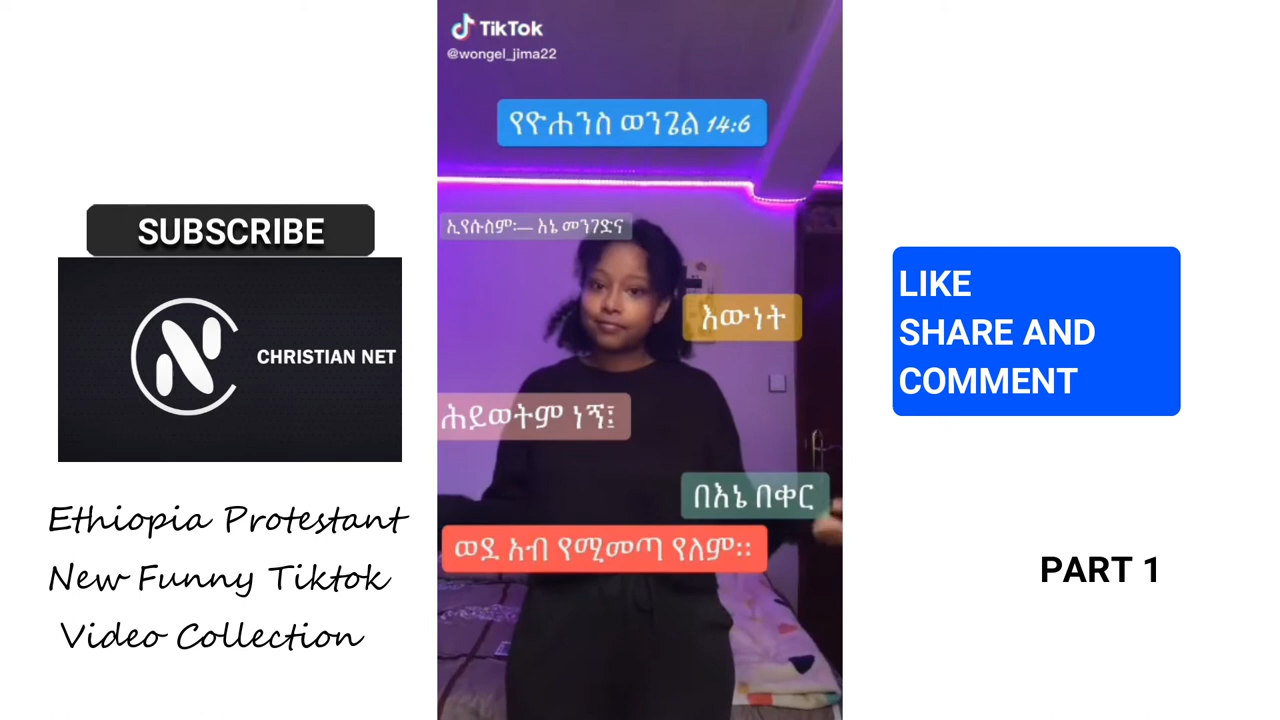 TikTok
@wongel_jima22
የዮሐንስ ወንጌል 14:6
ኢየሱስም፡— እኔ መንገድና
እውነት
ሕይወትም ነኝ፤
በእኔ በቀር
ወደ አብ የሚመጣ የለም።
SUBSCRIBE
CHRISTIAN NET
Ethiopia Protestant
New Funny Tiktok
Video Collection
LIKE
SHARE AND
COMMENT
PART 1